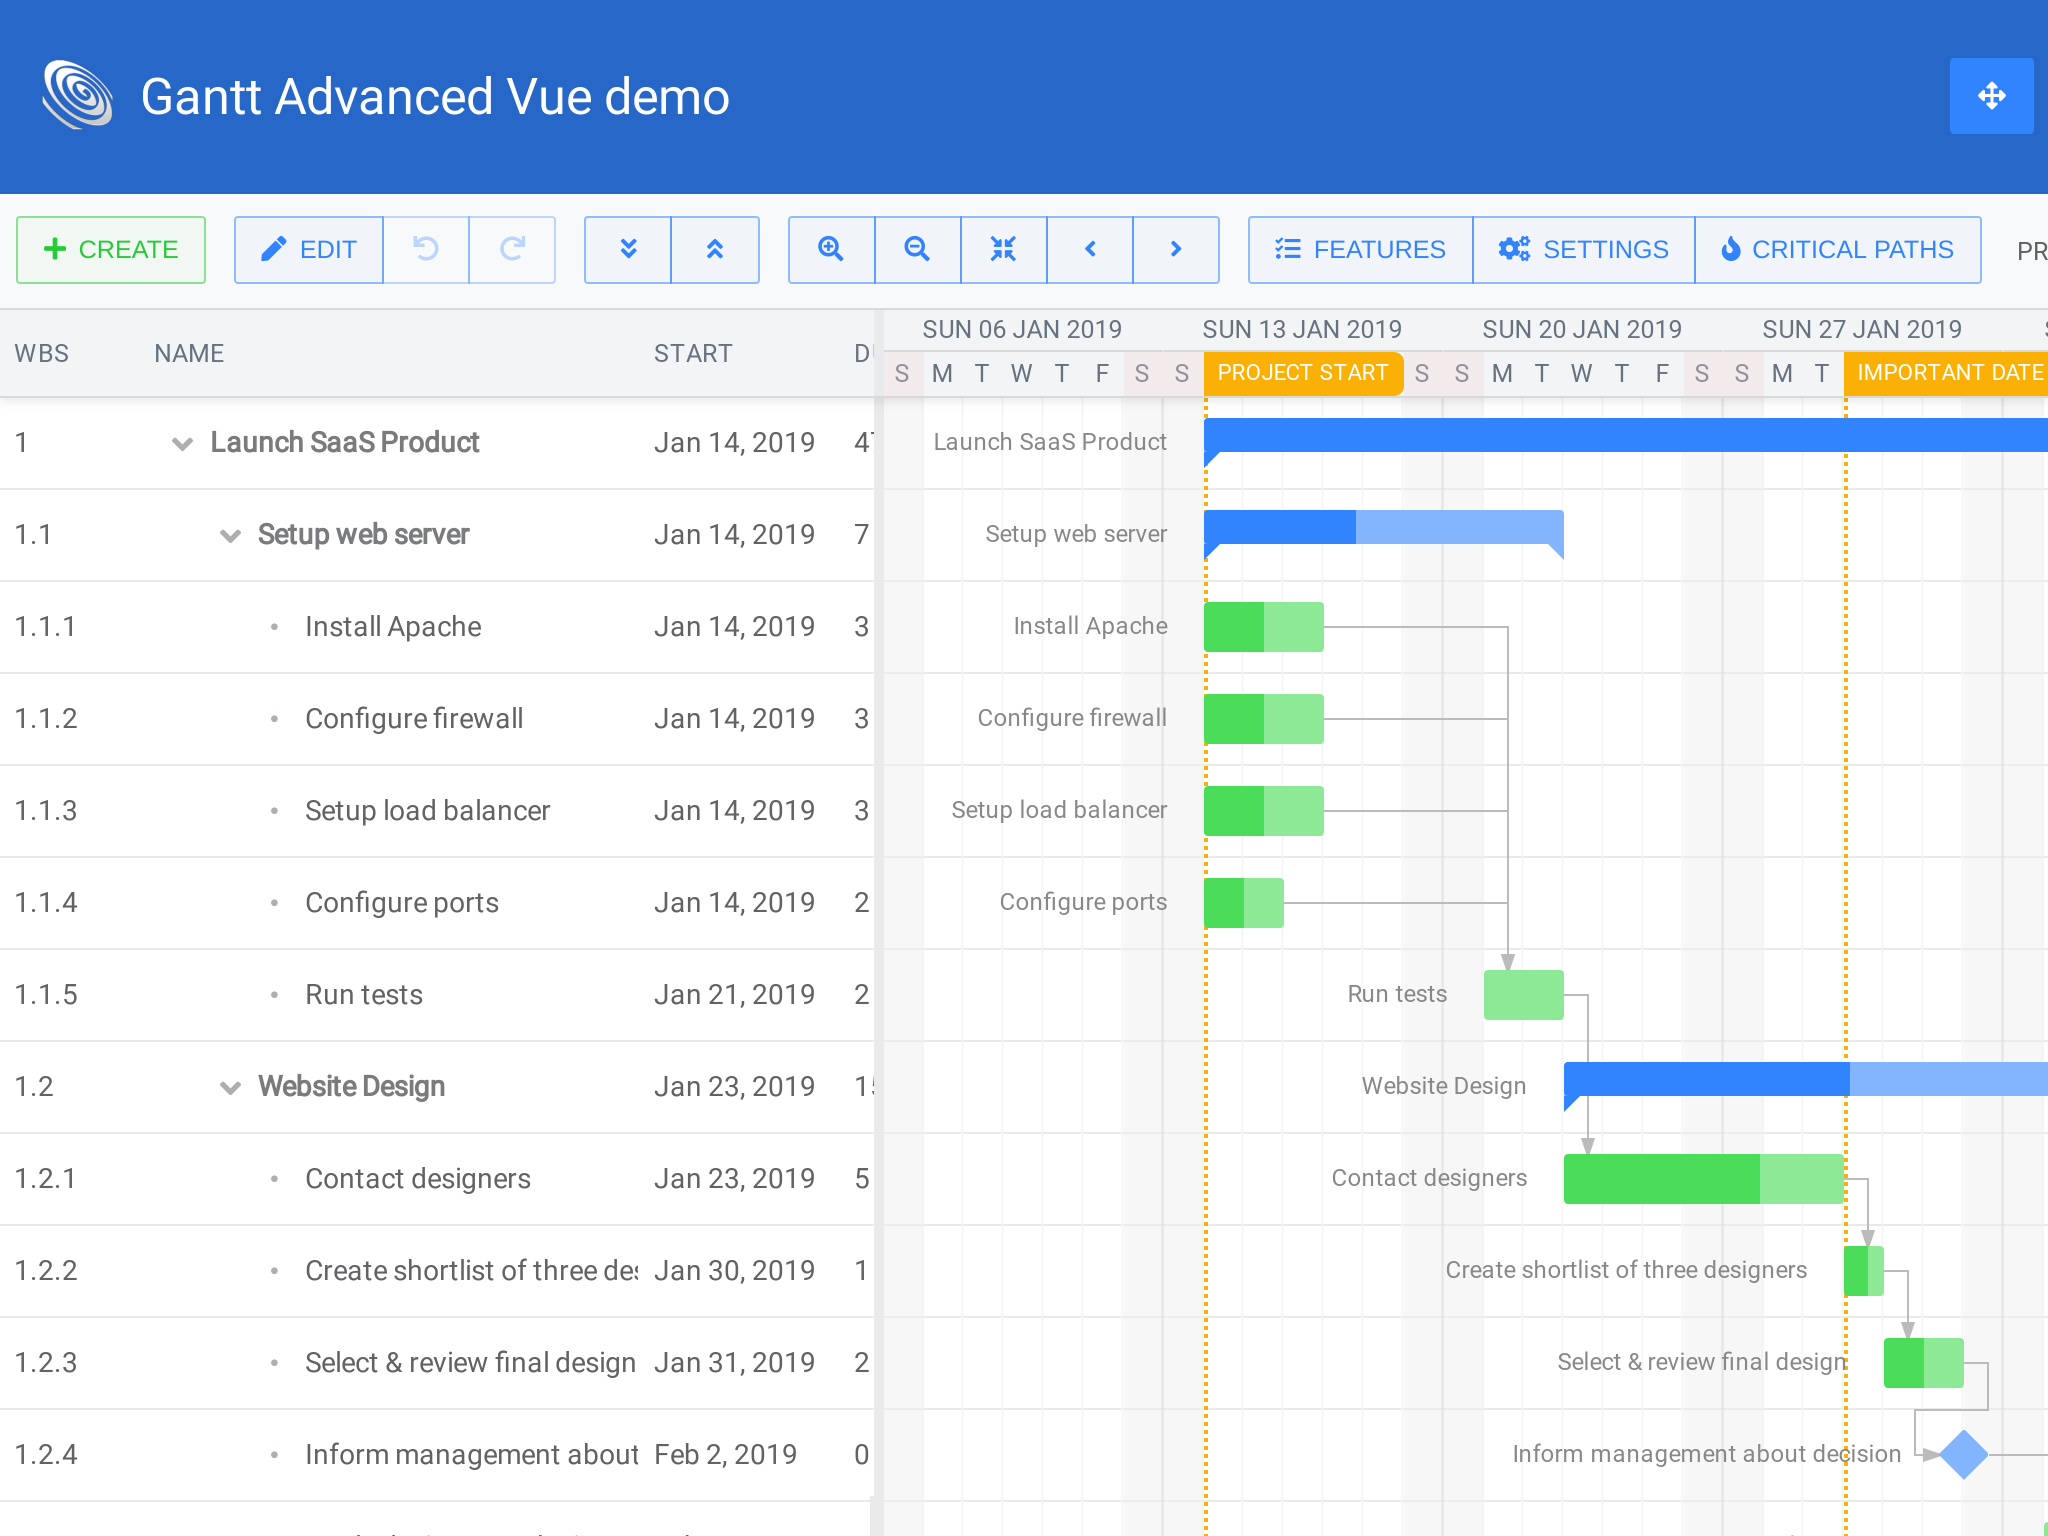 Gantt Advanced Vue demo
CREATE
EDIT
FEATURES
SETTINGS
CRITICAL PATHS
PR
WBS NAME START D
SUN 06 JAN 2019 SUN 13 JAN 2019 SUN 20 JAN 2019 SUN 27 JAN 2019
S M T W T F S S PROJECT START S S M T W T F S S M T IMPORTANT DATE
1 Launch SaaS Product Jan 14, 2019 47 Launch SaaS Product
1.1 Setup web server Jan 14, 2019 7 Setup web server
1.1.1 Install Apache Jan 14, 2019 3 Install Apache
1.1.2 Configure firewall Jan 14, 2019 3 Configure firewall
1.1.3 Setup load balancer Jan 14, 2019 3 Setup load balancer
1.1.4 Configure ports Jan 14, 2019 2 Configure ports
1.1.5 Run tests Jan 21, 2019 2 Run tests
1.2 Website Design Jan 23, 2019 15 Website Design
1.2.1 Contact designers Jan 23, 2019 5 Contact designers
1.2.2 Create shortlist of three des Jan 30, 2019 1 Create shortlist of three designers
1.2.3 Select & review final design Jan 31, 2019 2 Select & review final design
1.2.4 Inform management about Feb 2, 2019 0 Inform management about decision